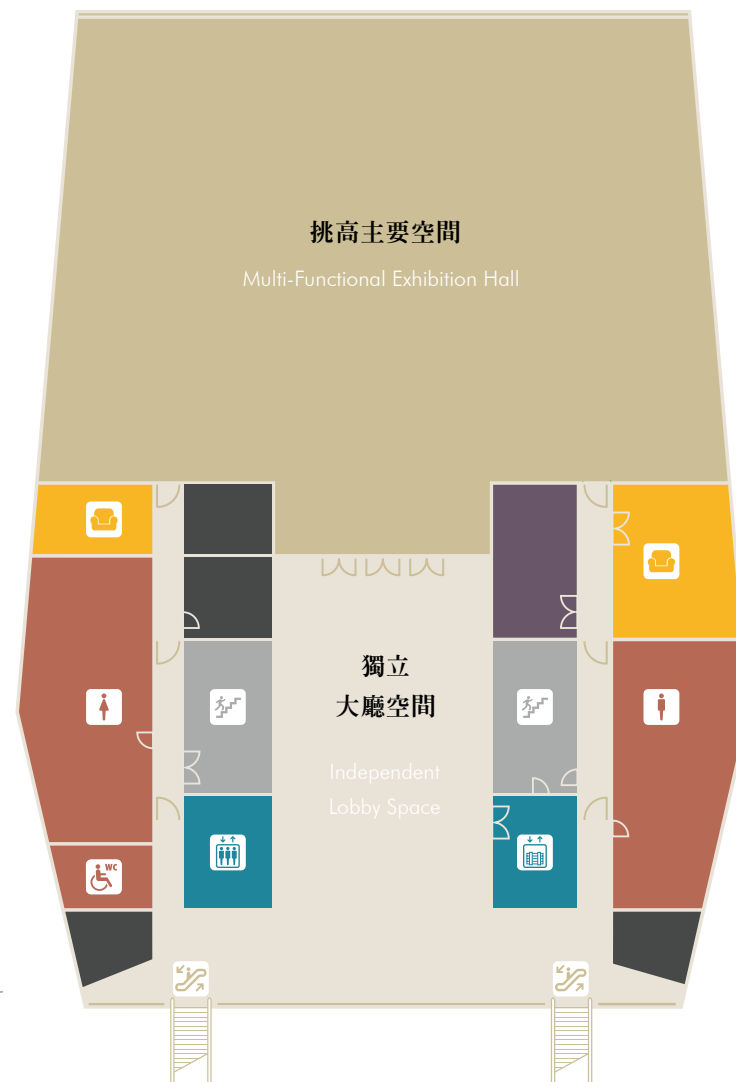 挑高主要空間
Multi-Functional Exhibition Hall
獨立
大廳空間
Independent
Lobby Space
WC